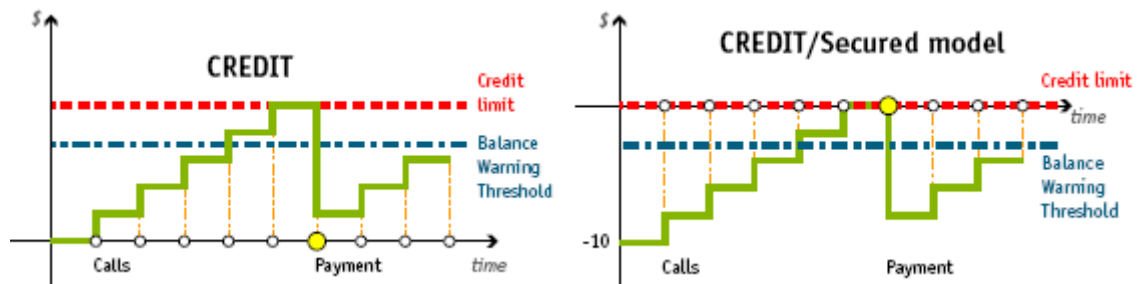 $
CREDIT
Credit
limit
Balance
Warning
Threshold
Calls
Payment
time
$
CREDIT/Secured model
Credit limit
time
Balance
Warning
Threshold
-10
Calls
Payment